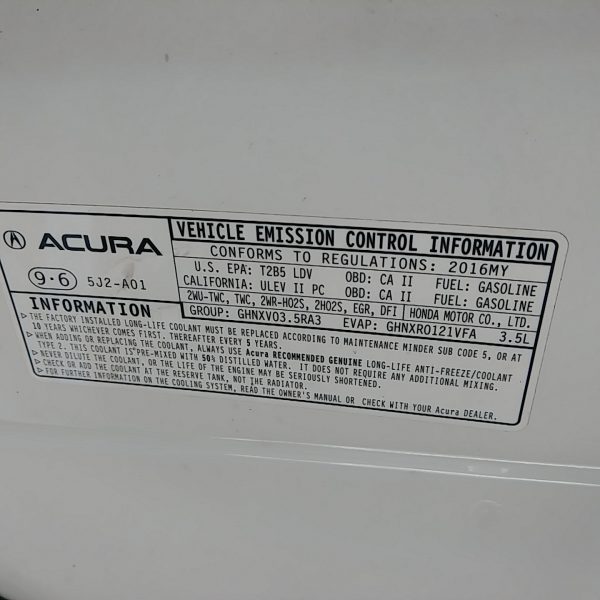 ACURA
9·6 5J2-A01
VEHICLE EMISSION CONTROL INFORMATION
CONFORMS TO REGULATIONS: 2016MY
U.S. EPA: T2B5 LDV OBD: CA II FUEL: GASOLINE
CALIFORNIA: ULEV II PC OBD: CA II FUEL: GASOLINE
2WU-TWC, TWC, 2WR-HO2S, 2HO2S, EGR, DFI HONDA MOTOR CO., LTD.
GROUP: GHNXV03.5RA3 EVAP: GHNXR0121VFA 3.5L
INFORMATION
▷ THE FACTORY INSTALLED LONG-LIFE COOLANT MUST BE REPLACED ACCORDING TO MAINTENANCE MINDER SUB CODE 5, OR AT
10 YEARS WHICHEVER COMES FIRST. THEREAFTER EVERY 5 YEARS.
▷ WHEN ADDING OR REPLACING THE COOLANT, ALWAYS USE Acura RECOMMENDED GENUINE LONG-LIFE ANTI-FREEZE/COOLANT
TYPE 2. THIS COOLANT IS PRE-MIXED WITH 50% DISTILLED WATER. IT DOES NOT REQUIRE ANY ADDITIONAL MIXING.
▷ NEVER DILUTE THE COOLANT, OR THE LIFE OF THE ENGINE MAY BE SERIOUSLY SHORTENED.
▷ CHECK OR ADD COOLANT AT THE RESERVE TANK, NOT THE RADIATOR.
▷ FOR FURTHER INFORMATION ON THE COOLING SYSTEM, READ THE OWNER'S MANUAL OR CHECK WITH YOUR Acura DEALER.